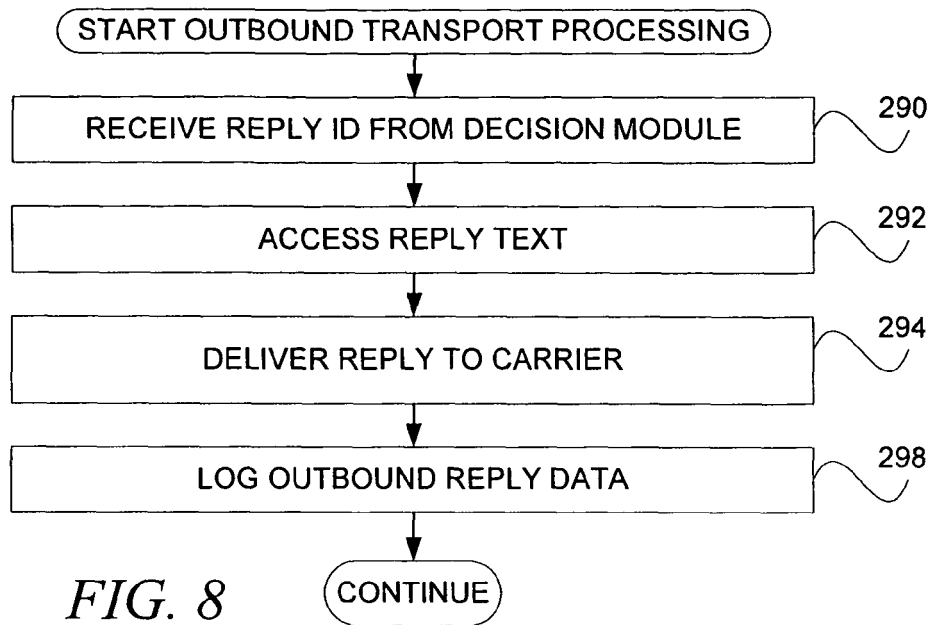 START OUTBOUND TRANSPORT PROCESSING
RECEIVE REPLY ID FROM DECISION MODULE
290
ACCESS REPLY TEXT
292
DELIVER REPLY TO CARRIER
294
LOG OUTBOUND REPLY DATA
298
CONTINUE
FIG. 8